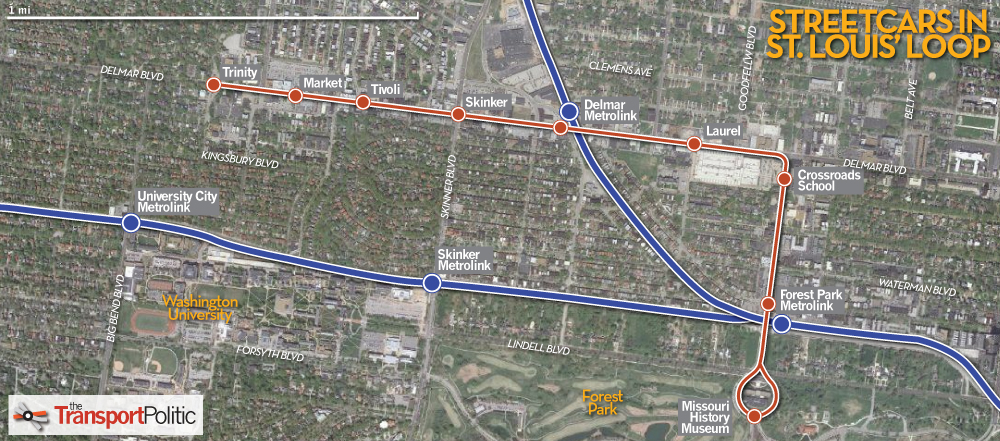 1 mi
STREETCARS IN
ST. LOUIS' LOOP
DELMAR BLVD
Trinity
Market
Tivoli
Skinker
Delmar
Metrolink
CLEMENS AVE
GOODFELLW BLVD
BELT AVE
Laurel
DELMAR BLVD
Crossroads
School
KINGSBURY BLVD
SKINNER BLVD
University City
Metrolink
Skinker
Metrolink
Forest Park
Metrolink
WATERMAN BLVD
BIG BEND BLVD
Washington
University
FORSYTH BLVD
LINDELL BLVD
Forest
Park
Missouri
History
Museum
the
TransportPolitic